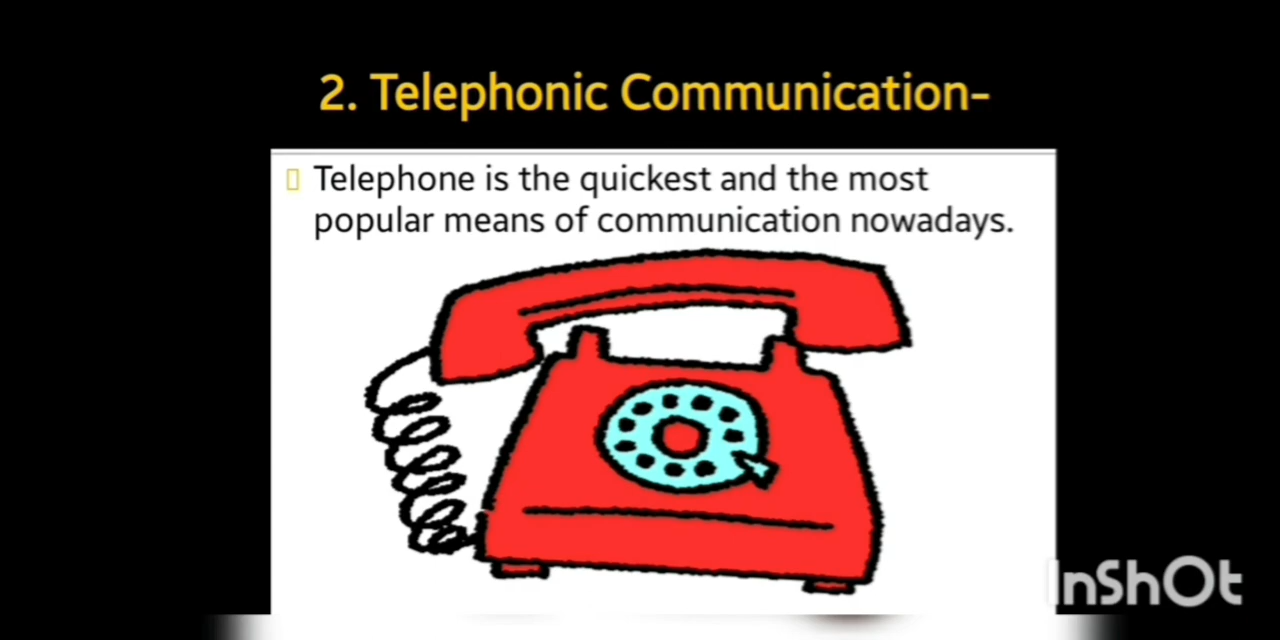 2. Telephonic Communication-
Telephone is the quickest and the most
popular means of communication nowadays.
InShOt